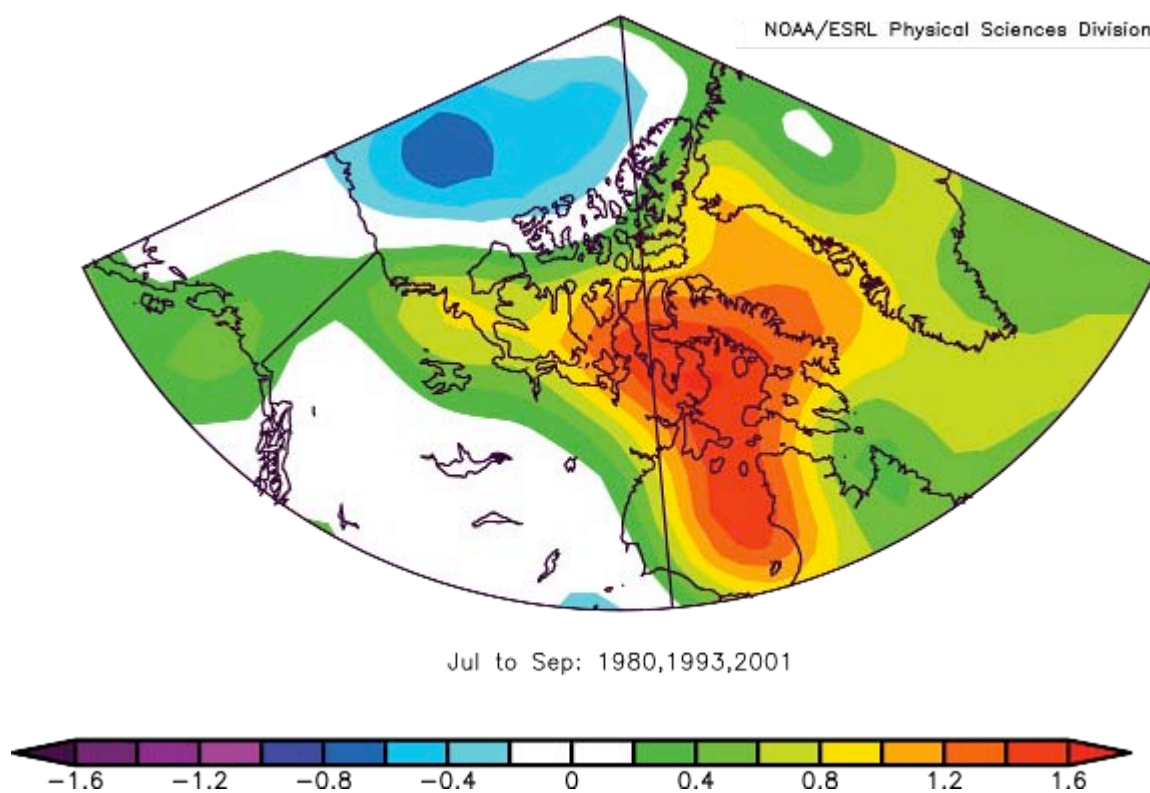 NOAA/ESRL Physical Sciences Division
Jul to Sep: 1980,1993,2001
-1.6 -1.2 -0.8 -0.4 0 0.4 0.8 1.2 1.6